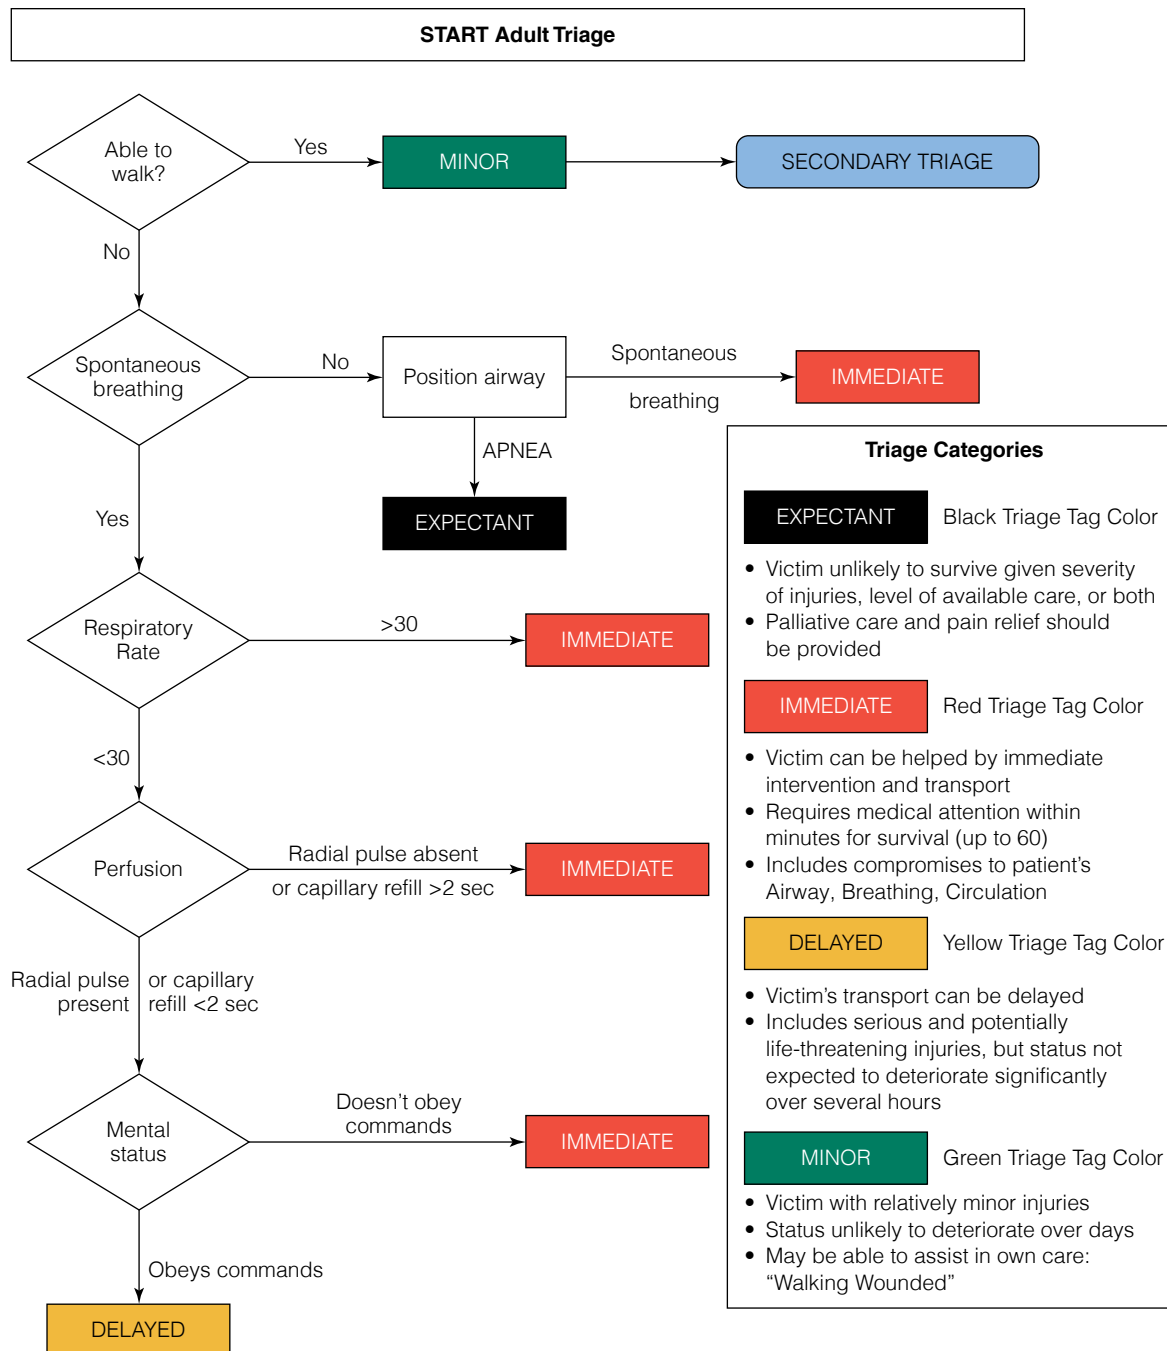 START Adult Triage
Able to
walk?
Yes
MINOR
SECONDARY TRIAGE
No
Spontaneous
breathing
No
Position airway
Spontaneous
breathing
IMMEDIATE
APNEA
EXPECTANT
Yes
Respiratory
Rate
>30
IMMEDIATE
<30
Perfusion
Radial pulse absent
or capillary refill >2 sec
IMMEDIATE
Radial pulse
present
or capillary
refill <2 sec
Mental
status
Doesn't obey
commands
IMMEDIATE
Obeys commands
DELAYED
Triage Categories
EXPECTANT
Black Triage Tag Color
• Victim unlikely to survive given severity
of injuries, level of available care, or both
• Palliative care and pain relief should
be provided
IMMEDIATE
Red Triage Tag Color
• Victim can be helped by immediate
intervention and transport
• Requires medical attention within
minutes for survival (up to 60)
• Includes compromises to patient's
Airway, Breathing, Circulation
DELAYED
Yellow Triage Tag Color
• Victim's transport can be delayed
• Includes serious and potentially
life-threatening injuries, but status not
expected to deteriorate significantly
over several hours
MINOR
Green Triage Tag Color
• Victim with relatively minor injuries
• Status unlikely to deteriorate over days
• May be able to assist in own care:
“Walking Wounded”